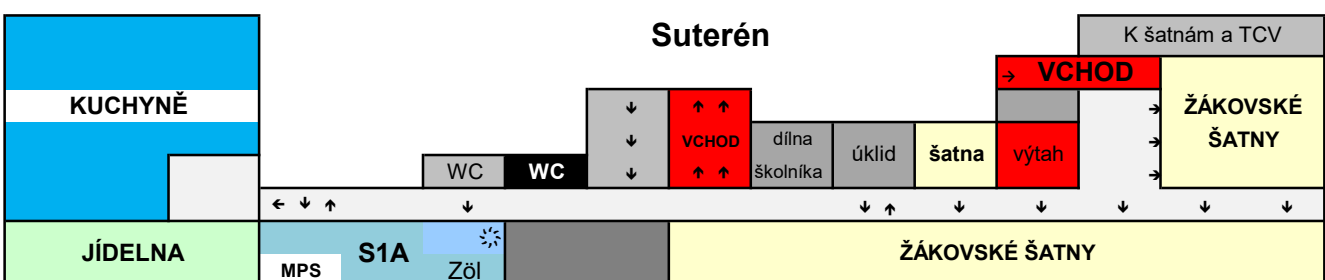 Suterén
K šatnám a TCV
→ VCHOD
KUCHYNĚ
ŽÁKOVSKÉ
ŠATNY
VCHOD
dílna
školníka
úklid
šatna
výtah
WC
WC
JÍDELNA
S1A
MPS
Zöl
ŽÁKOVSKÉ ŠATNY